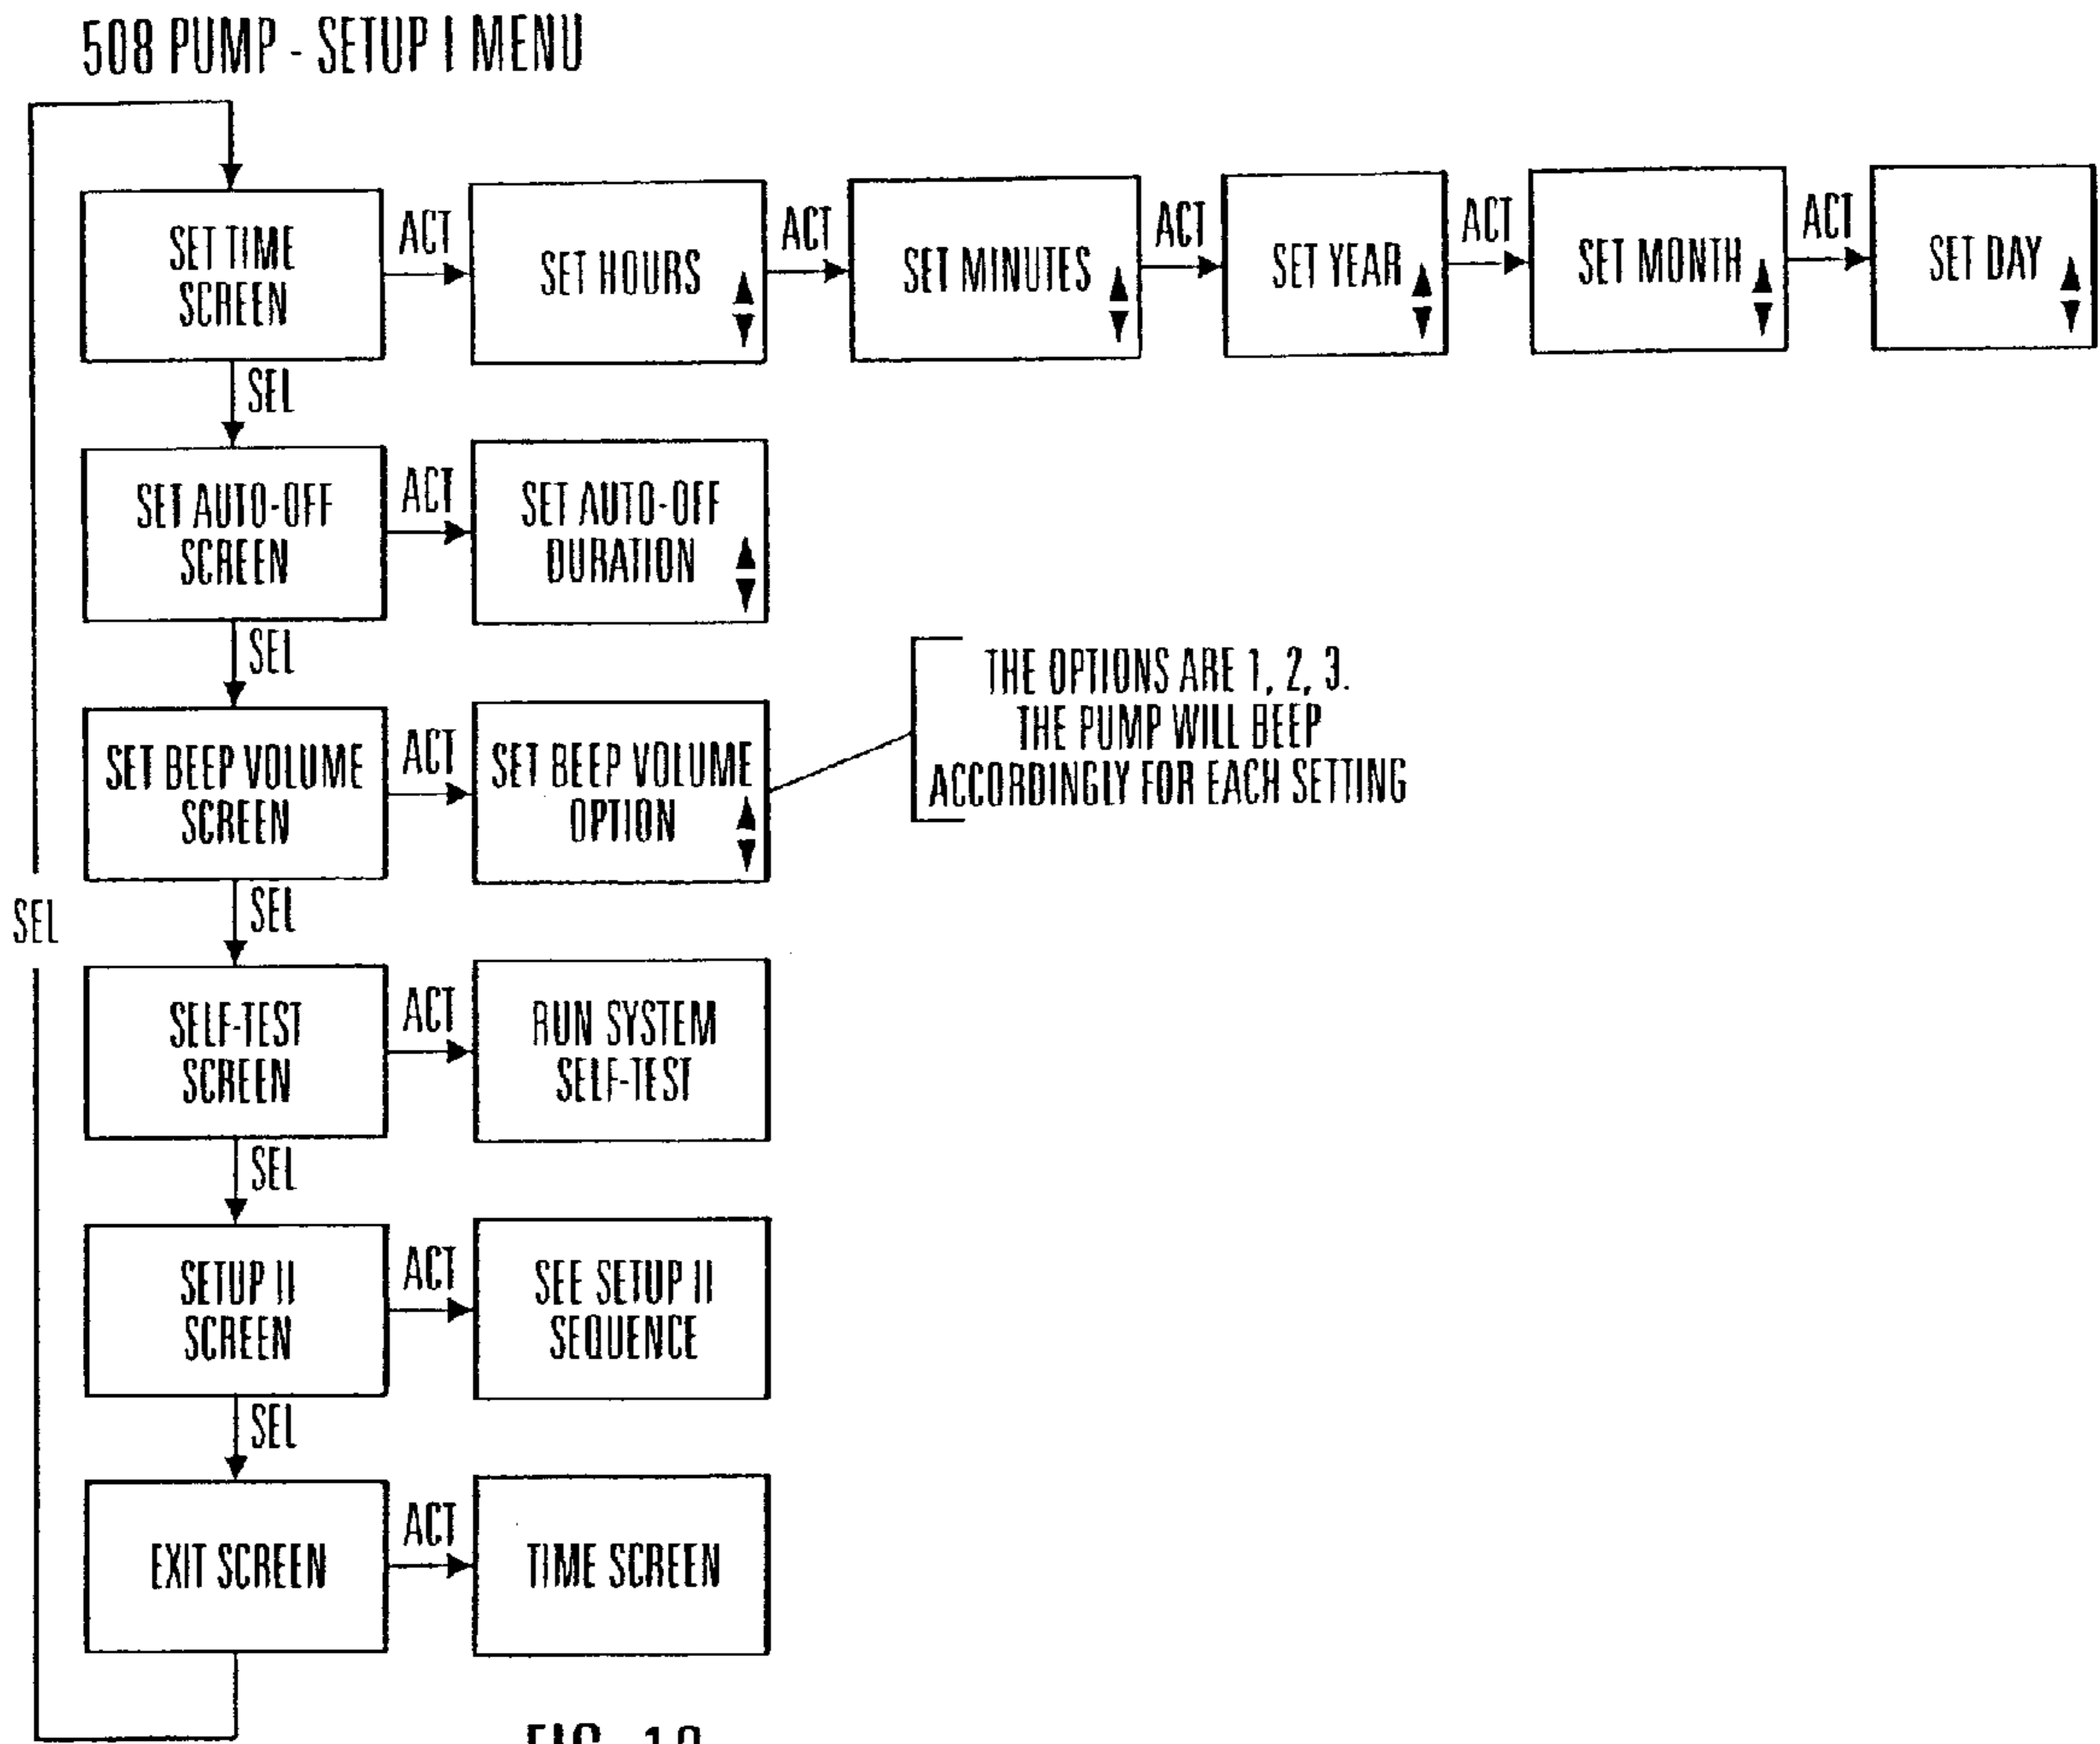 508 PUMP - SETUP I MENU
SET TIME
SCREEN
ACT
SET HOURS
ACT
SET MINUTES
ACT
SET YEAR
ACT
SET MONTH
ACT
SET DAY
SEL
SET AUTO-OFF
SCREEN
ACT
SET AUTO-OFF
DURATION
SEL
SET BEEP VOLUME
SCREEN
ACT
SET BEEP VOLUME
OPTION
THE OPTIONS ARE 1, 2, 3.
THE PUMP WILL BEEP
ACCORDINGLY FOR EACH SETTING
SEL
SEL
SELF-TEST
SCREEN
ACT
RUN SYSTEM
SELF-TEST
SEL
SETUP II
SCREEN
ACT
SEE SETUP II
SEQUENCE
SEL
EXIT SCREEN
ACT
TIME SCREEN
FIG.